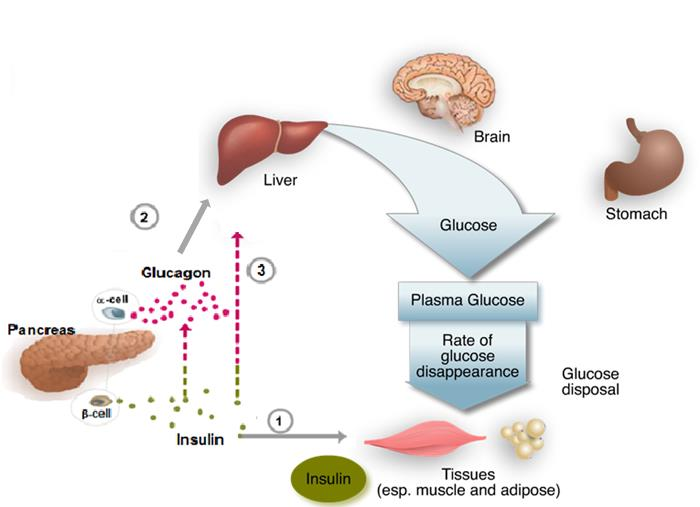 Brain
Liver
Stomach
2
Glucose
3
Glucagon
α-cell
Plasma Glucose
Pancreas
Rate of
glucose
disappearance
Glucose
disposal
β-cell
1
Insulin
Insulin
Tissues
(esp. muscle and adipose)